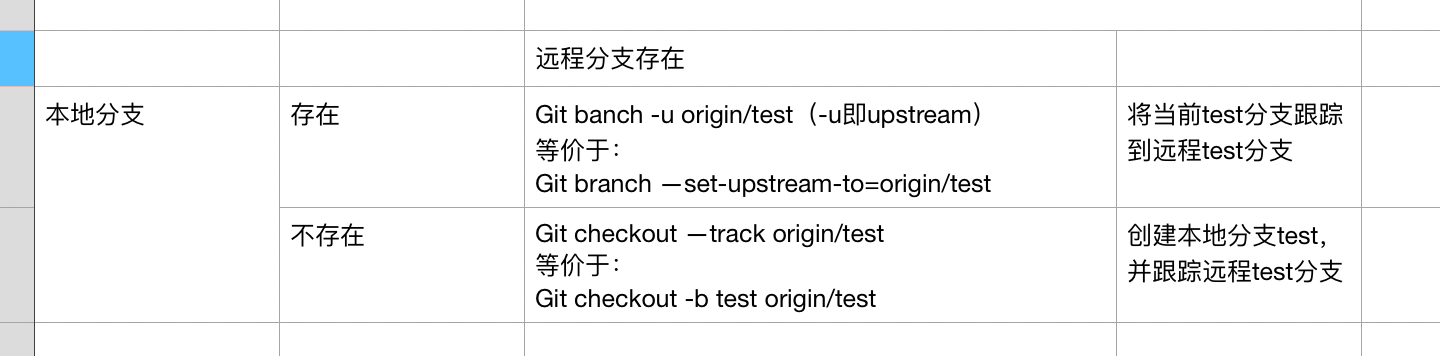 远程分支存在
本地分支
存在
Git banch -u origin/test（-u即upstream）
等价于：
Git branch —set-upstream-to=origin/test
将当前test分支跟踪
到远程test分支
不存在
Git checkout —track origin/test
等价于：
Git checkout -b test origin/test
创建本地分支test，
并跟踪远程test分支